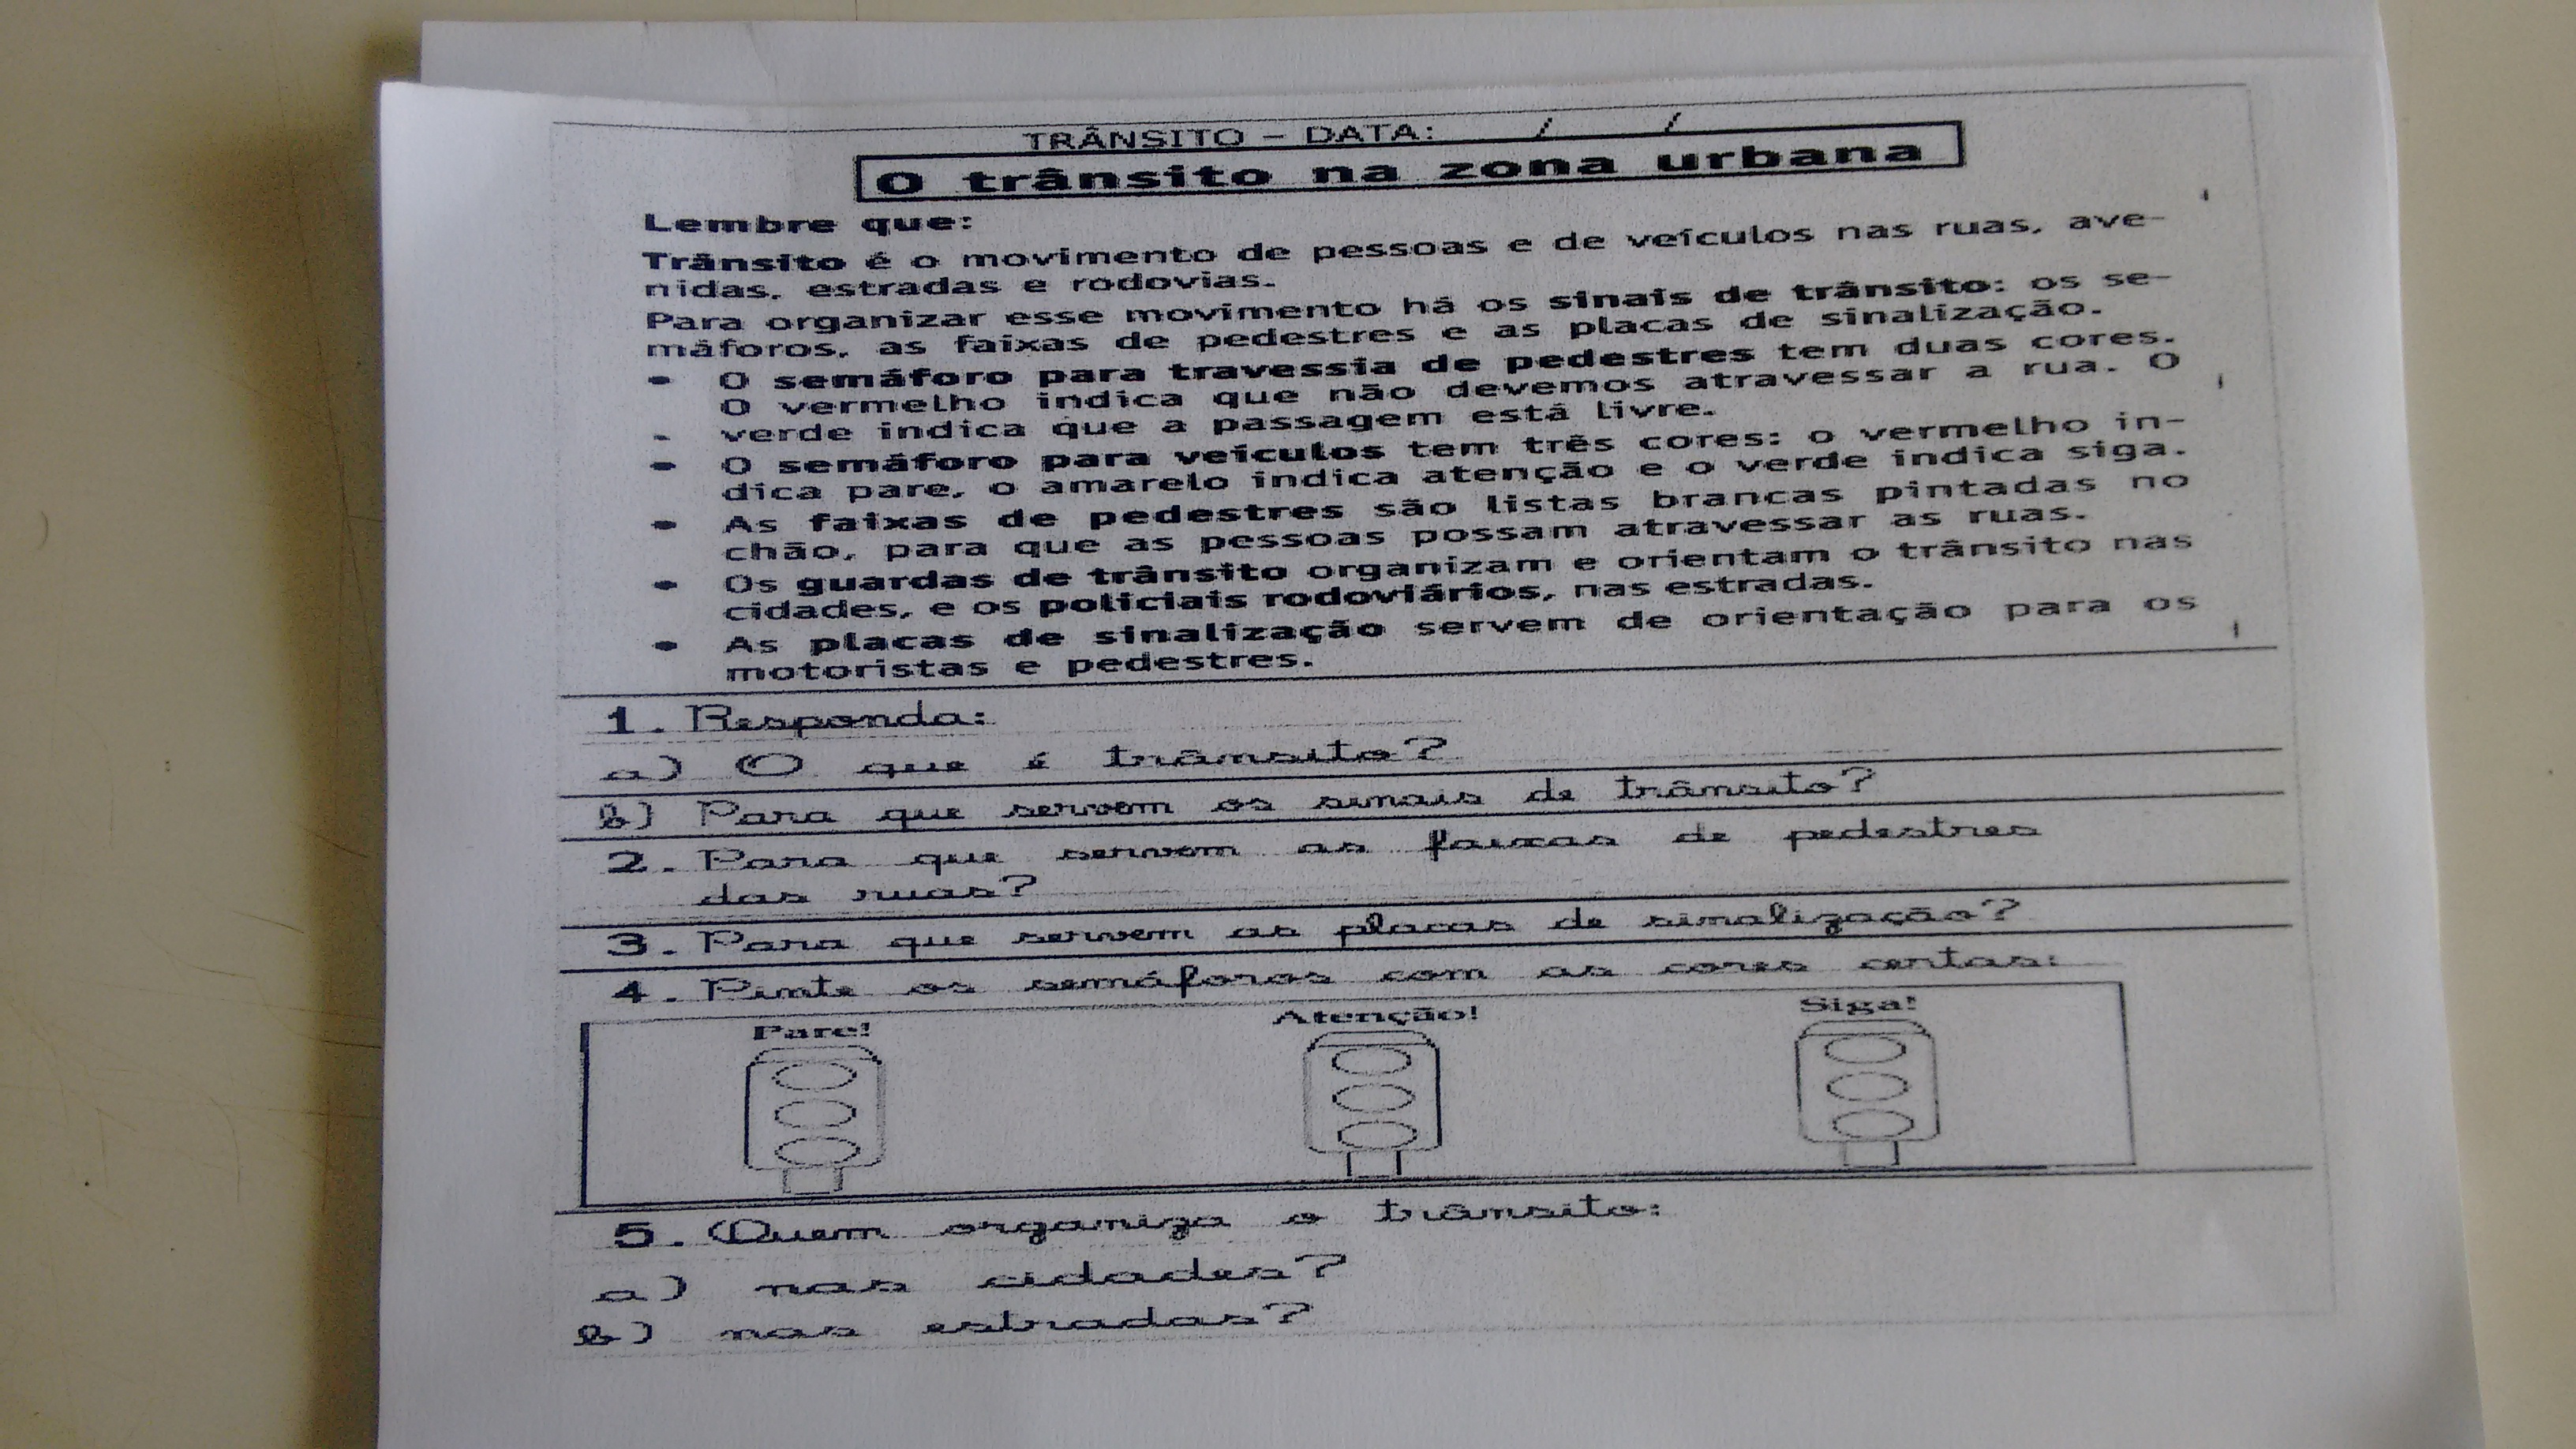 TRÂNSITO – DATA: / /
O trânsito na zona urbana
Lembre que:
Trânsito é o movimento de pessoas e de veículos nas ruas, ave-
nidas, estradas e rodovias.
Para organizar esse movimento há os sinais de trânsito: os se-
máforos, as faixas de pedestres e as placas de sinalização.
• O semáforo para travessia de pedestres tem duas cores.
O vermelho indica que não devemos atravessar a rua. O
- verde indica que a passagem está livre.
• O semáforo para veículos tem três cores: o vermelho in-
dica pare, o amarelo indica atenção e o verde indica siga.
• As faixas de pedestres são listas brancas pintadas no
chão, para que as pessoas possam atravessar as ruas.
• Os guardas de trânsito organizam e orientam o trânsito nas
cidades, e os policiais rodoviários, nas estradas.
• As placas de sinalização servem de orientação para os
motoristas e pedestres.
1. Responda:
a) O que é trânsito?
b) Para que servem os sinais de trânsito?
2. Para que servem as faixas de pedestres
das ruas?
3. Para que servem as placas de sinalização?
4. Pinte os semáforos com as cores certas:
Pare! Atenção! Siga!
5. Quem organiza o trânsito:
a) nas cidades?
b) nas estradas?